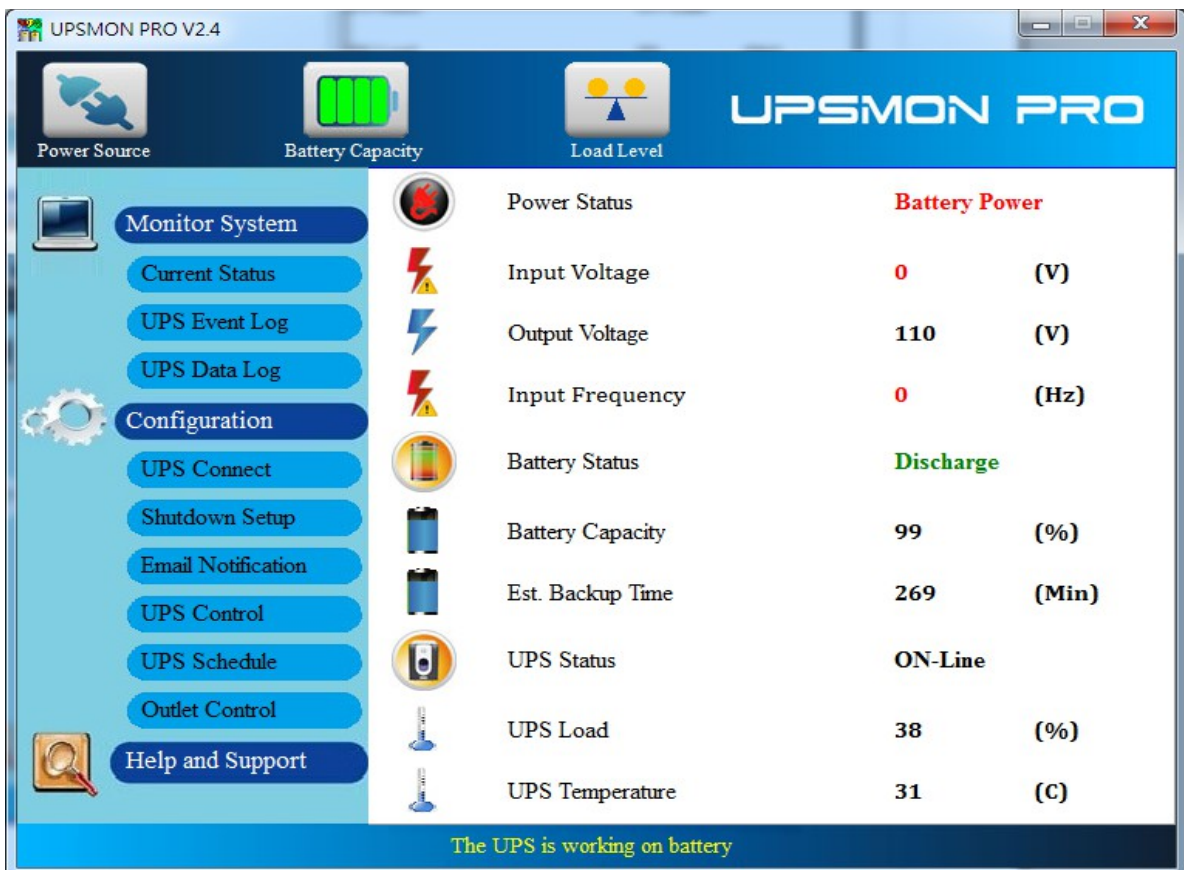 UPSMON PRO V2.4
UPSMON PRO
Power Source
Battery Capacity
Load Level
Monitor System
Current Status
UPS Event Log
UPS Data Log
Configuration
UPS Connect
Shutdown Setup
Email Notification
UPS Control
UPS Schedule
Outlet Control
Help and Support
Power Status Battery Power
Input Voltage 0 (V)
Output Voltage 110 (V)
Input Frequency 0 (Hz)
Battery Status Discharge
Battery Capacity 99 (%)
Est. Backup Time 269 (Min)
UPS Status ON-Line
UPS Load 38 (%)
UPS Temperature 31 (C)
The UPS is working on battery